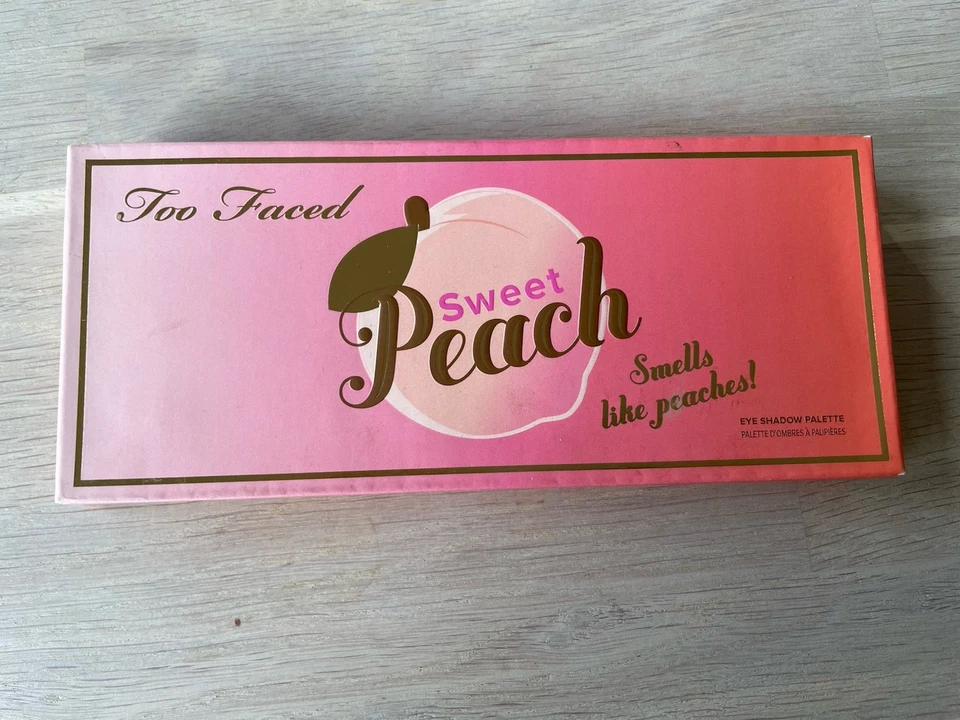 Too Faced
Sweet
Peach
Smells
like peaches!
EYE SHADOW PALETTE
PALETTE D'OMBRES À PAUPIÈRES